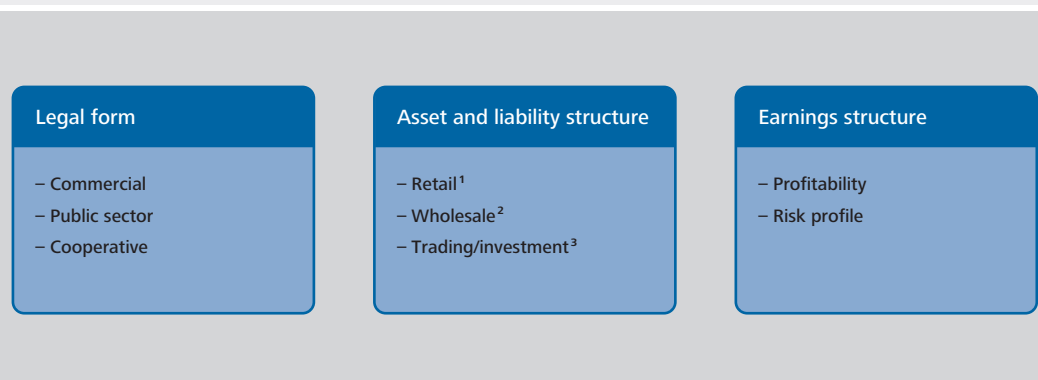 Legal form
– Commercial
– Public sector
– Cooperative
Asset and liability structure
– Retail¹
– Wholesale²
– Trading/investment³
Earnings structure
– Profitability
– Risk profile